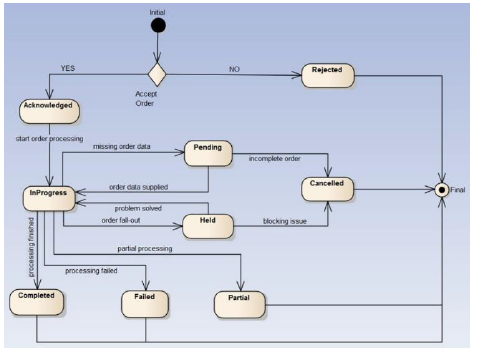 Initial
YES
NO
Rejected
Accept
Order
Acknowledged
start order processing
missing order data
Pending
incomplete order
InProgress
order data supplied
Cancelled
Final
problem solved
order fall-out
Held
blocking issue
processing finished
partial processing
processing failed
Completed
Failed
Partial